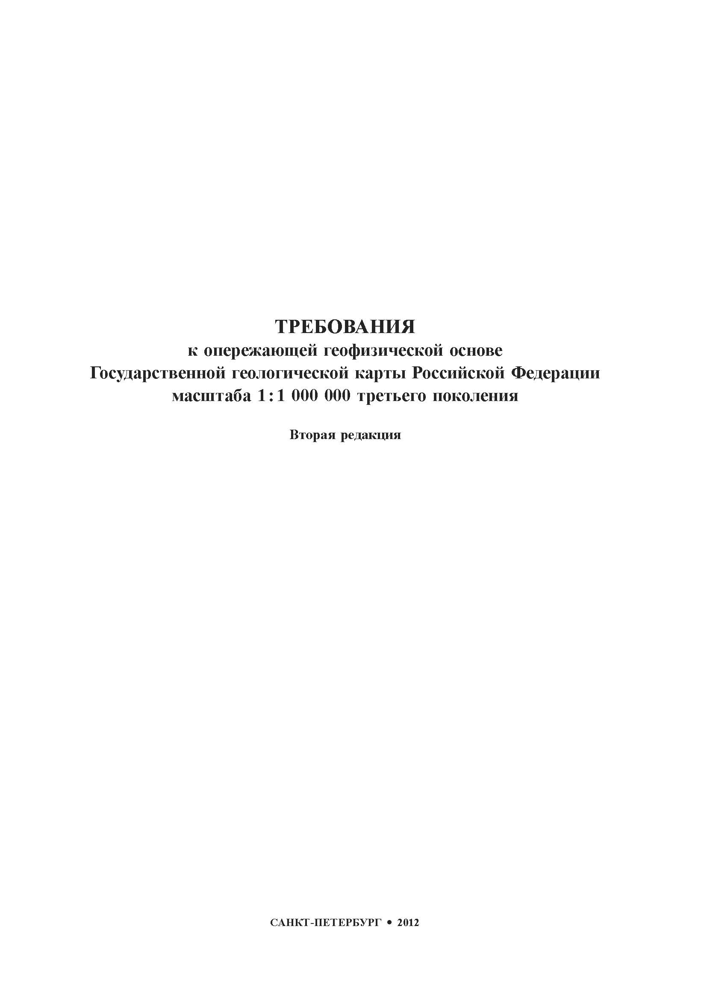 ТРЕБОВАНИЯ
к опережающей геофизической основе
Государственной геологической карты Российской Федерации
масштаба 1 : 1 000 000 третьего поколения
Вторая редакция
САНКТ-ПЕТЕРБУРГ • 2012